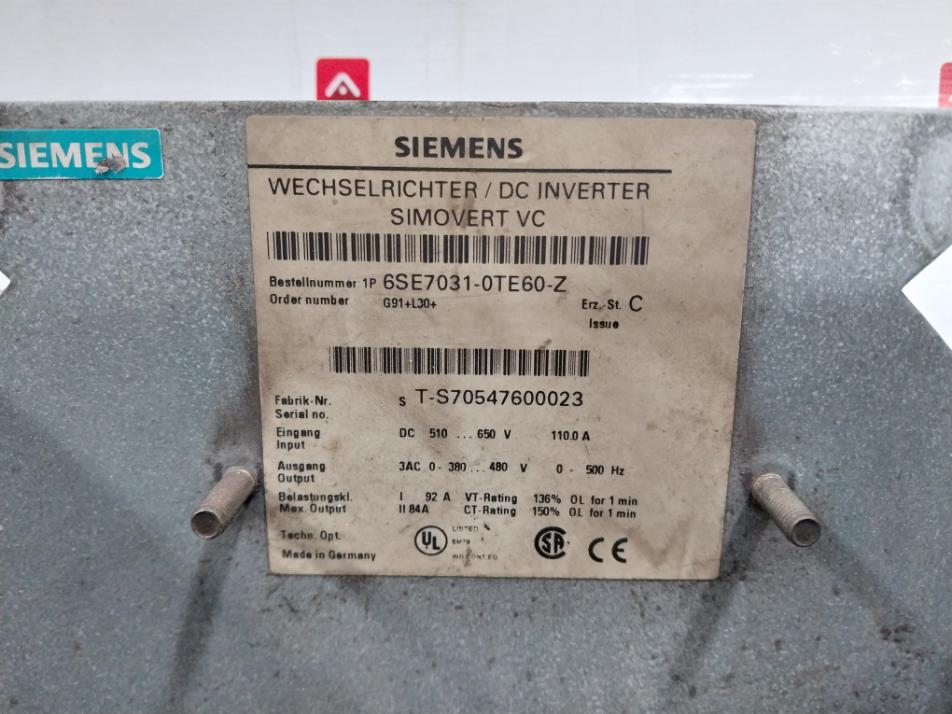 SIEMENS
SIEMENS
WECHSELRICHTER / DC INVERTER
SIMOVERT VC
Bestellnummer 1P 6SE7031-0TE60-Z
Order number G91+L30+ Erz.-St. C
Issue
Fabrik-Nr. S T-S70547600023
Serial no.
Eingang DC 510 ... 650 V 110.0 A
Input
Ausgang 3AC 0 - 380 ... 480 V 0 - 500 Hz
Output
Belastungskl. I 92 A VT-Rating 136% OL for 1 min
Max. Output II 84A CT-Rating 150% OL for 1 min
Techn. Opt. UL SA CE
Made in Germany